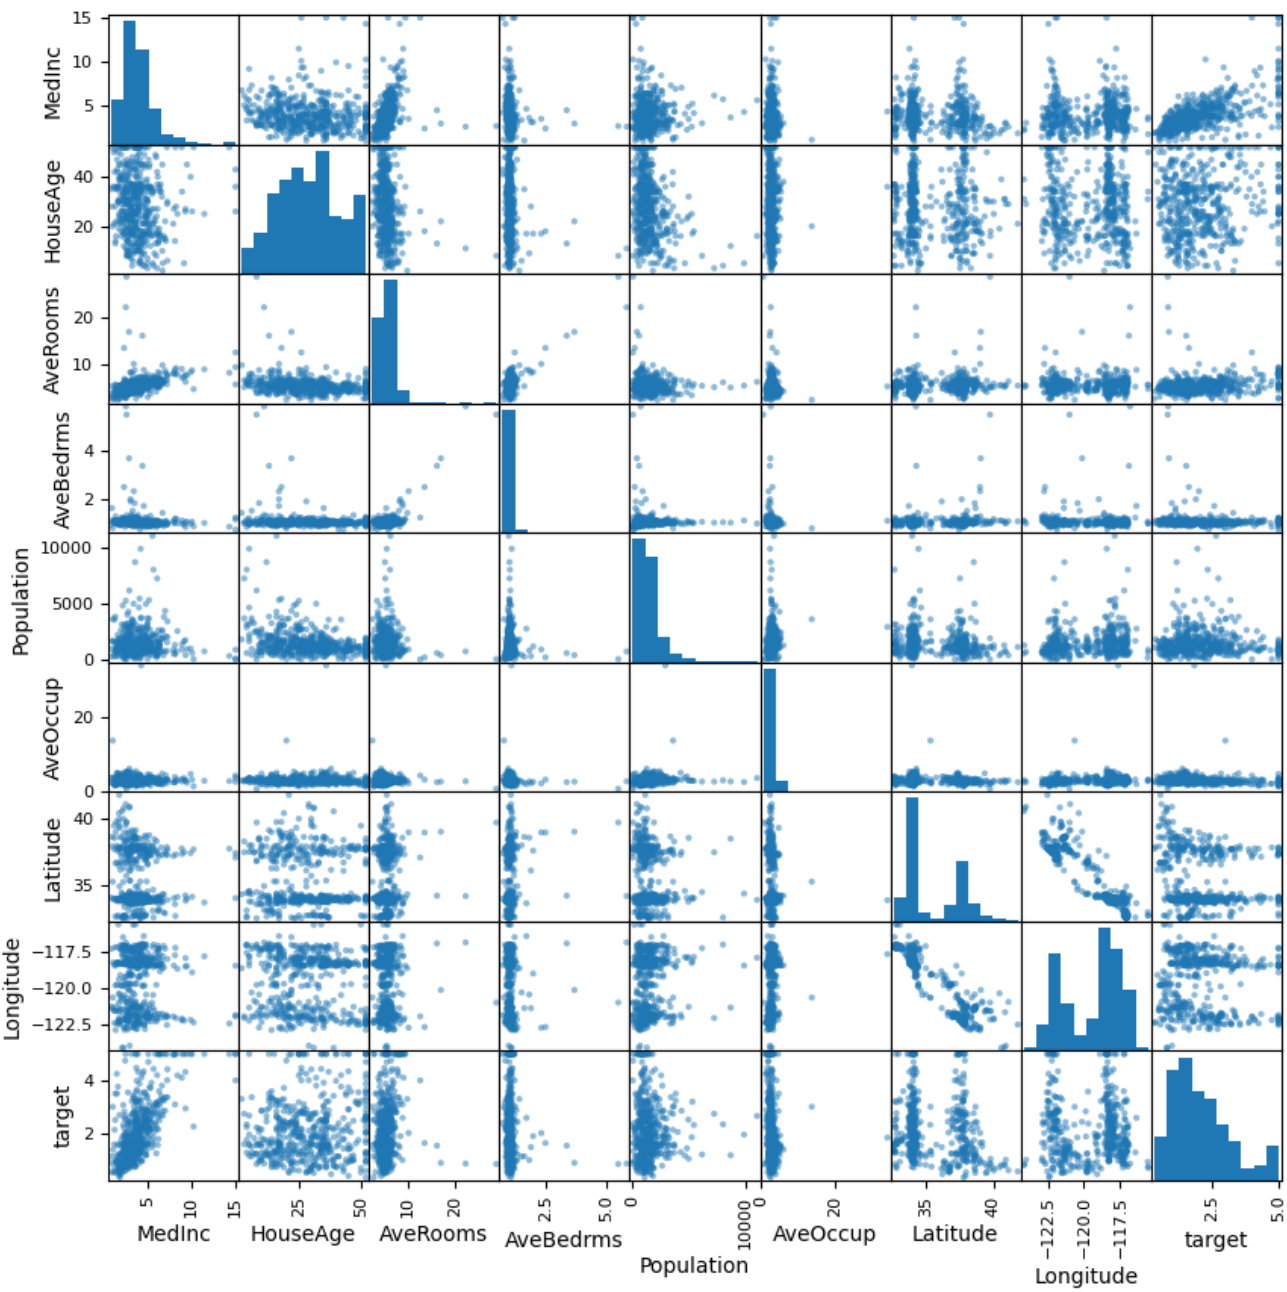 15
10
5
MedInc
40
20
HouseAge
20
10
AveRooms
4
2
AveBedrms
10000
5000
0
Population
20
0
AveOccup
40
35
Latitude
−117.5
−120.0
−122.5
Longitude
4
2
target
5 10 15 25 50 10 20 2.5 5.0 0 10000 0 20 35 40 −122.5 −120.0 −117.5 2.5 5.0
MedInc HouseAge AveRooms AveBedrms Population AveOccup Latitude Longitude target